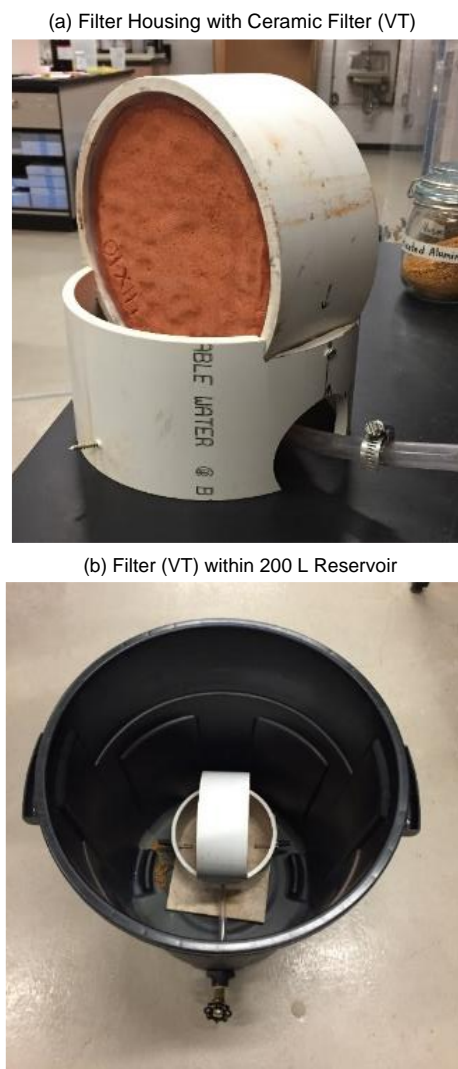 (a) Filter Housing with Ceramic Filter (VT)
ABLE WATER
(b) Filter (VT) within 200 L Reservoir